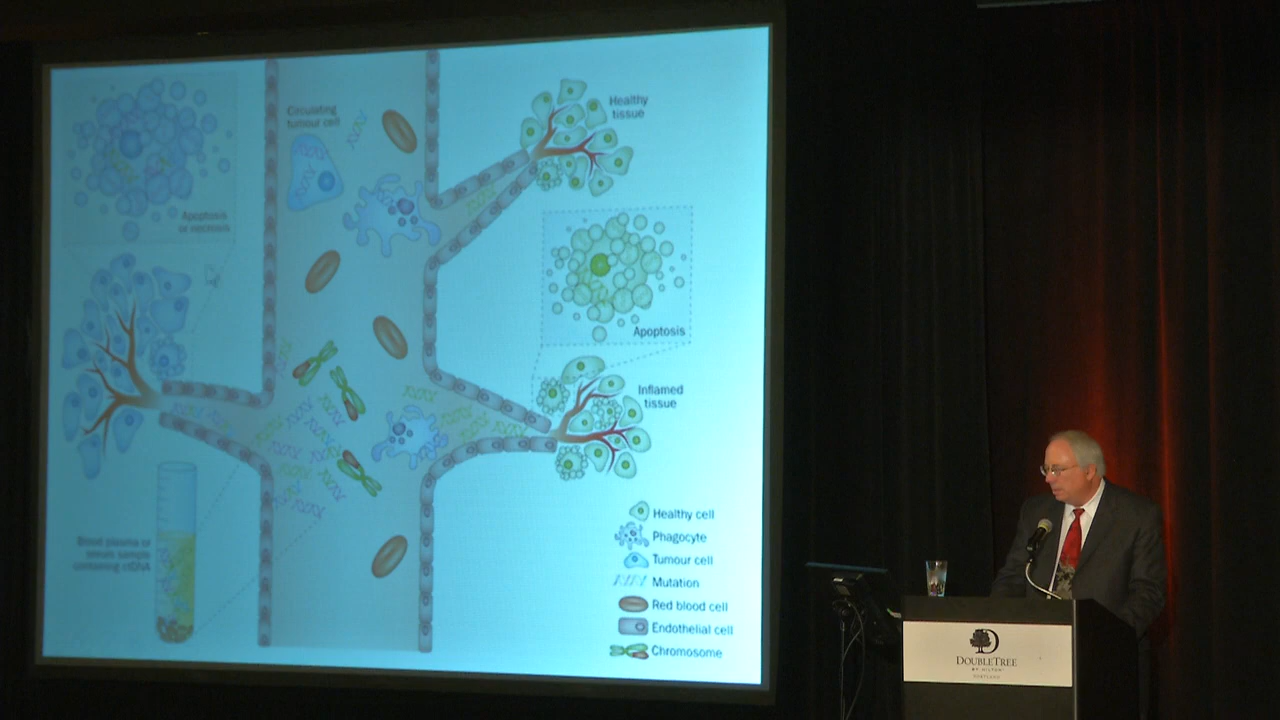 Circulating
tumour cell
Healthy
tissue
Apoptosis
or necrosis
Apoptosis
Inflamed
tissue
Blood plasma or
serum sample
containing ctDNA
Healthy cell
Phagocyte
Tumour cell
Mutation
Red blood cell
Endothelial cell
Chromosome
D
DOUBLETREE
BY HILTON
PORTLAND